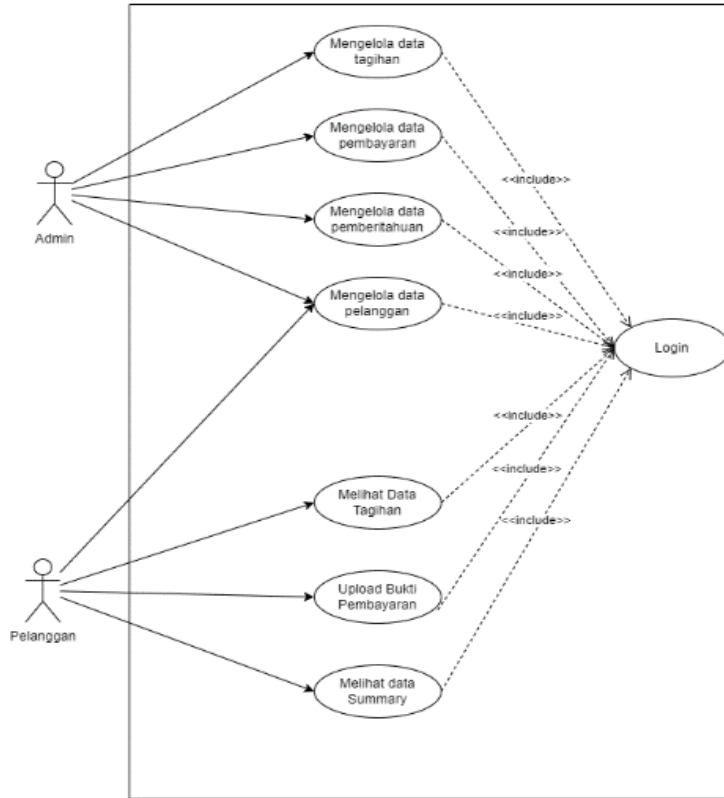 Mengelola data
tagihan
<<include>>
Mengelola data
pembayaran
<<include>>
Admin
Mengelola data
pemberitahuan
<<include>>
Mengelola data
pelanggan
<<include>>
Login
<<include>>
Melihat Data
Tagihan
<<include>>
<<include>>
Pelanggan
Upload Bukti
Pembayaran
Melihat data
Summary